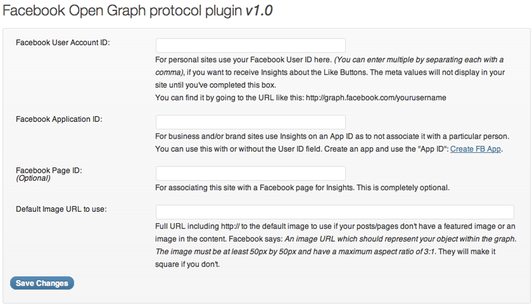 Facebook Open Graph protocol plugin v1.0
Facebook User Account ID:
For personal sites use your Facebook User ID here. (You can enter multiple by separating each with a
comma), if you want to receive Insights about the Like Buttons. The meta values will not display in your
site until you've completed this box.
You can find it by going to the URL like this: http://graph.facebook.com/yourusername
Facebook Application ID:
For business and/or brand sites use Insights on an App ID as to not associate it with a particular person.
You can use this with or without the User ID field. Create an app and use the "App ID": Create FB App.
Facebook Page ID:
(Optional)
For associating this site with a Facebook page for Insights. This is completely optional.
Default Image URL to use:
Full URL including http:// to the default image to use if your posts/pages don't have a featured image or an
image in the content. Facebook says: An image URL which should represent your object within the graph.
The image must be at least 50px by 50px and have a maximum aspect ratio of 3:1. They will make it
square if you don't.
Save Changes